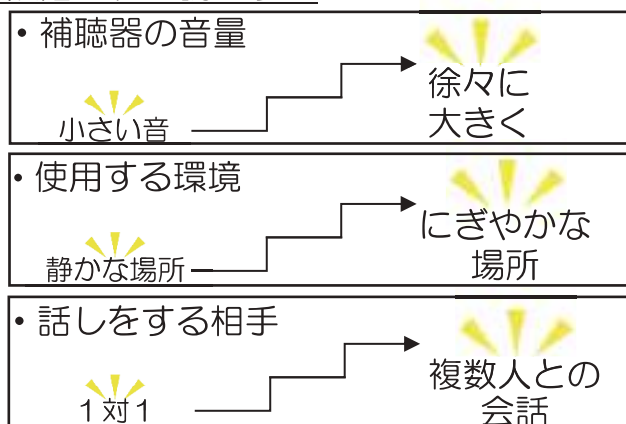 ・補聴器の音量
小さい音
徐々に
大きく
・使用する環境
静かな場所
にぎやかな
場所
・話しをする相手
1対1
複数人との
会話